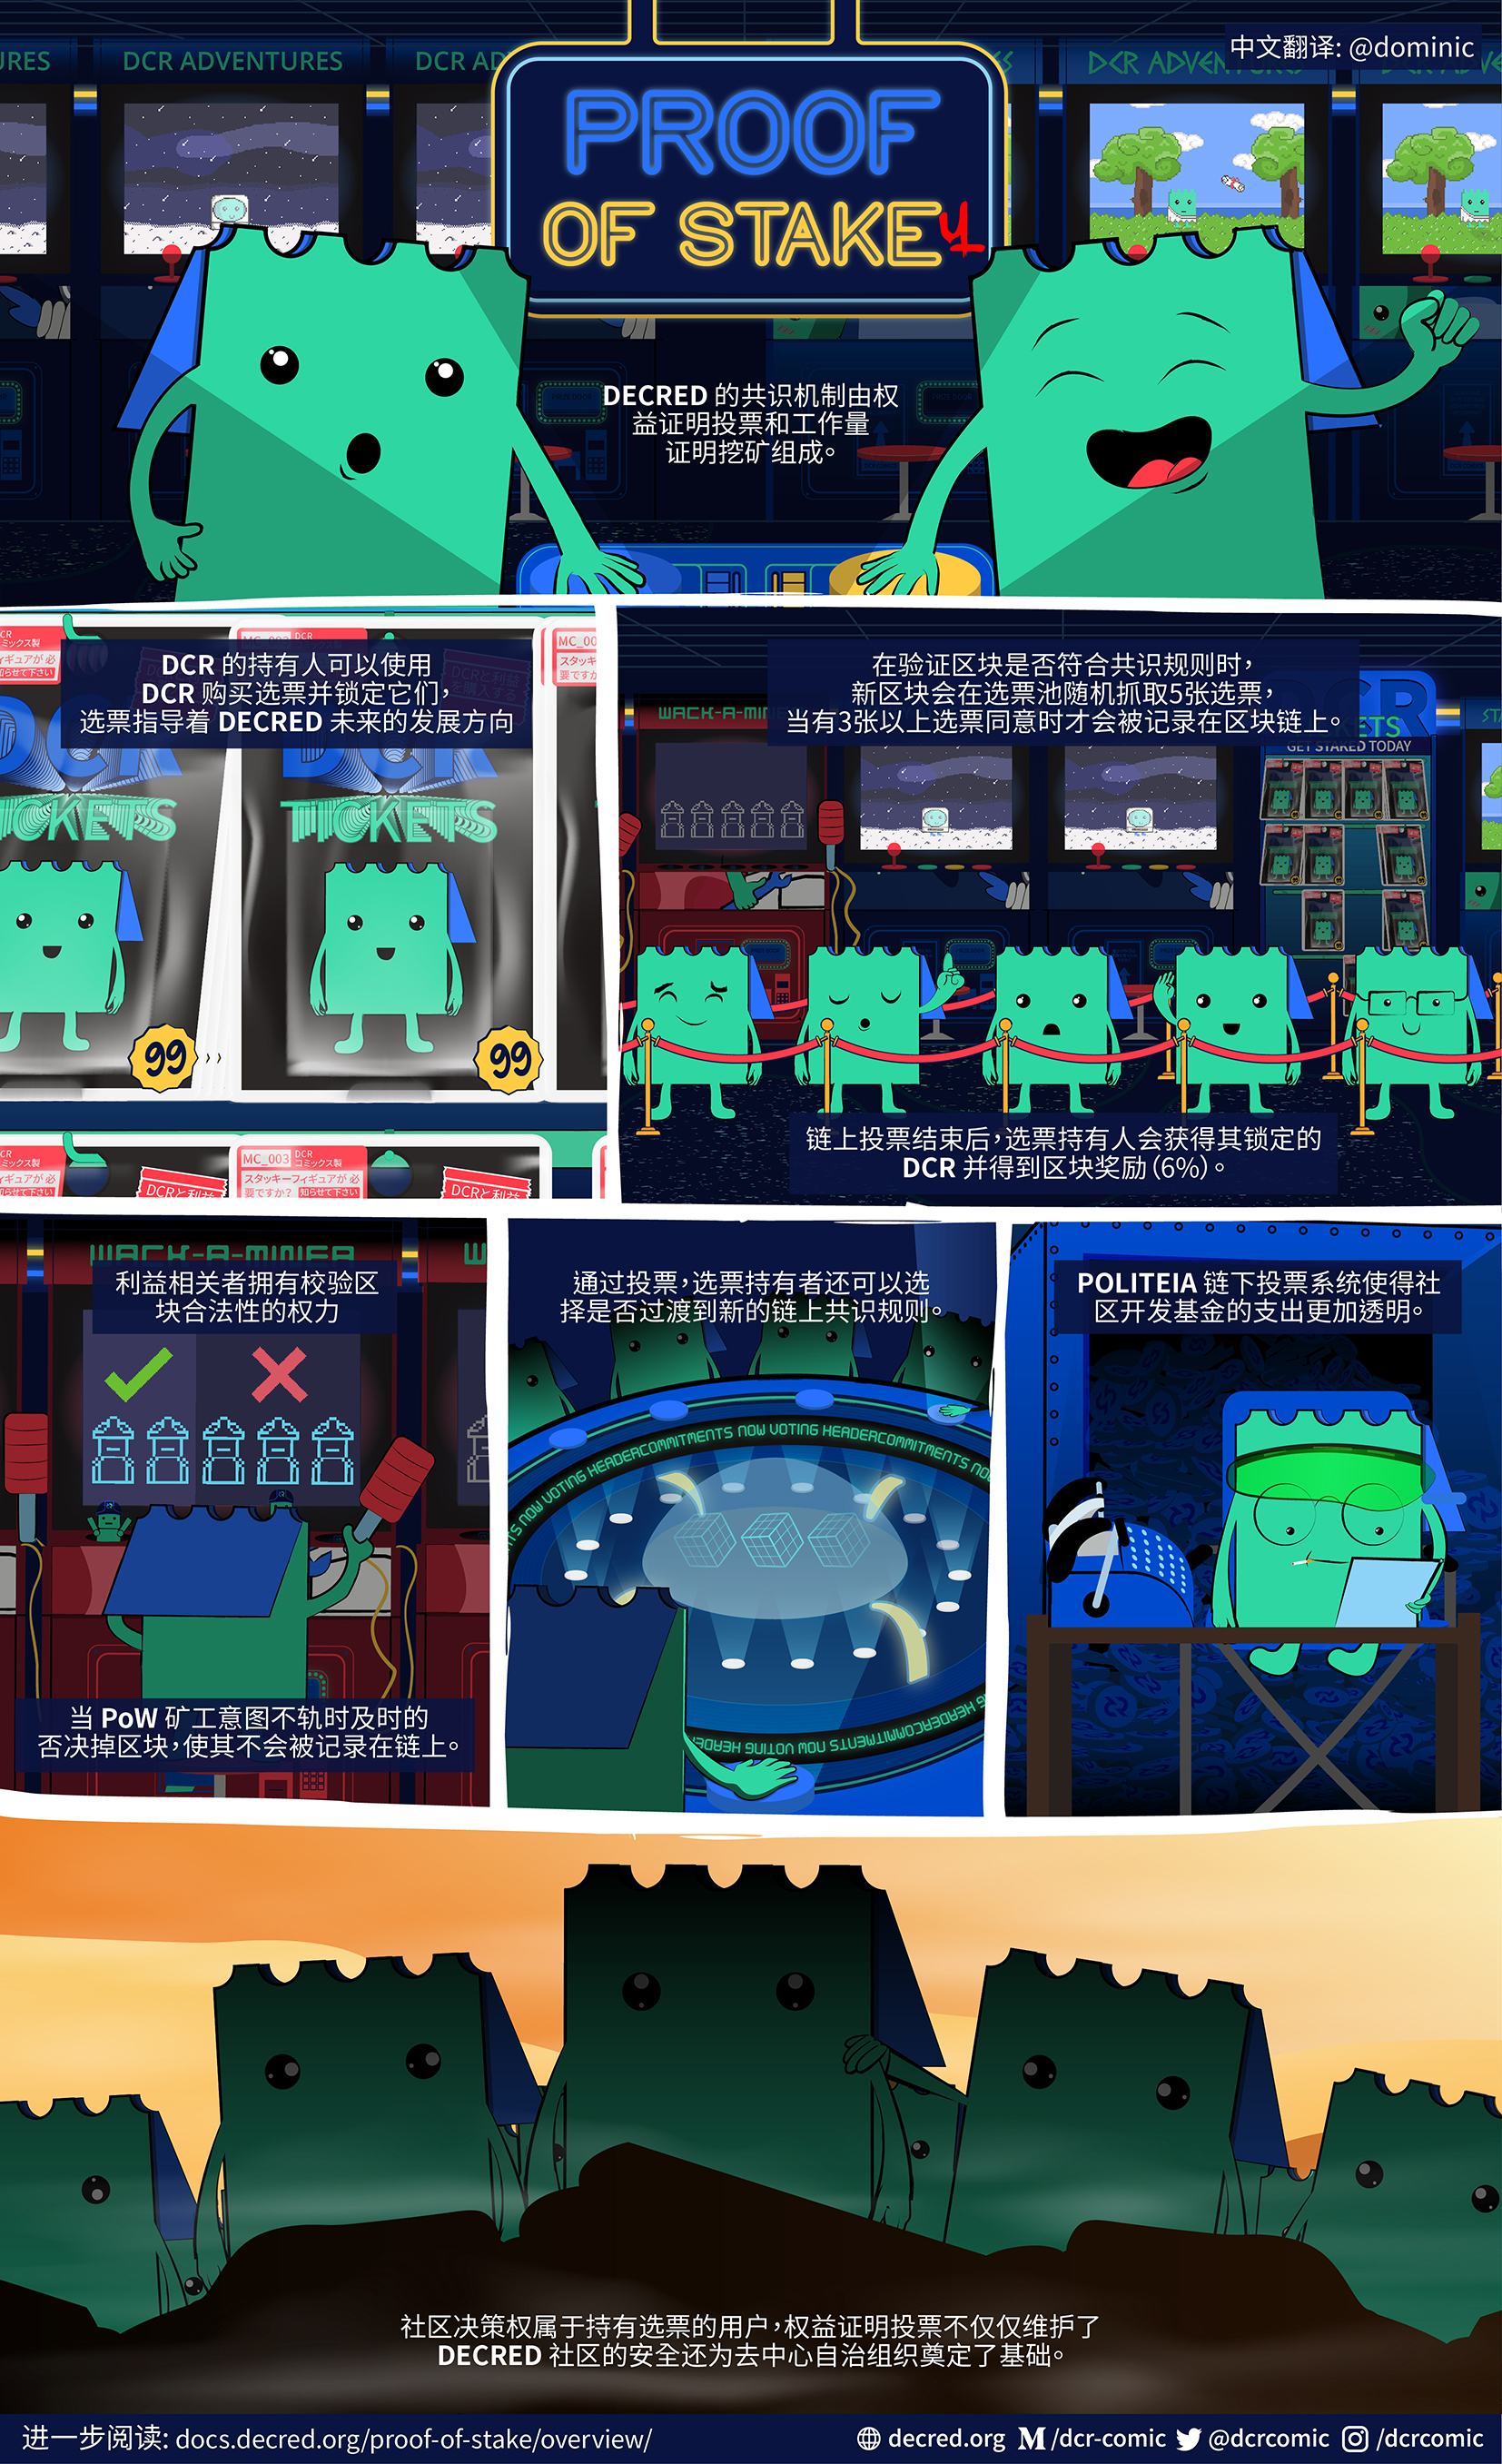 中文翻译: @dominic
URES
DCR ADVENTURES
DCR AD
DCR ADVENTURES
PROOF
OF STAKEY
DECRED 的共识机制由权
益证明投票和工作量
证明挖矿组成。
DCR 的持有人可以使用
DCR 购买选票并锁定它们，
选票指导着 DECRED 未来的发展方向
DCR
TICKETS
99
99
MC_003 DCR
コミックス製
スタッキーフィギュアが 必
要ですか? 知らせて下さい
DCRと利益
在验证区块是否符合共识规则时，
新区块会在选票池随机抓取5张选票，
当有3张以上选票同意时才会被记录在区块链上。
WACK-A-MIN
GET STAKED TODAY
链上投票结束后，选票持有人会获得其锁定的
DCR 并得到区块奖励 (6%) 。
WACK-A-MINER
利益相关者拥有校验区
块合法性的权力
当 PoW 矿工意图不轨时及时的
否决掉区块，使其不会被记录在链上。
通过投票，选票持有者还可以选
择是否过渡到新的链上共识规则。
NOW VOTING HEADERCOMMITMENTS NOW VOTING HEADERCOMMITMENTS NO
HEADERCOMMITMENTS NOW VOTING HEADER
POLITEIA 链下投票系统使得社
区开发基金的支出更加透明。
社区决策权属于持有选票的用户，权益证明投票不仅仅维护了
DECRED 社区的安全还为去中心自治组织奠定了基础。
进一步阅读: docs.decred.org/proof-of-stake/overview/
decred.org /dcr-comic @dcrcomic /dcrcomic